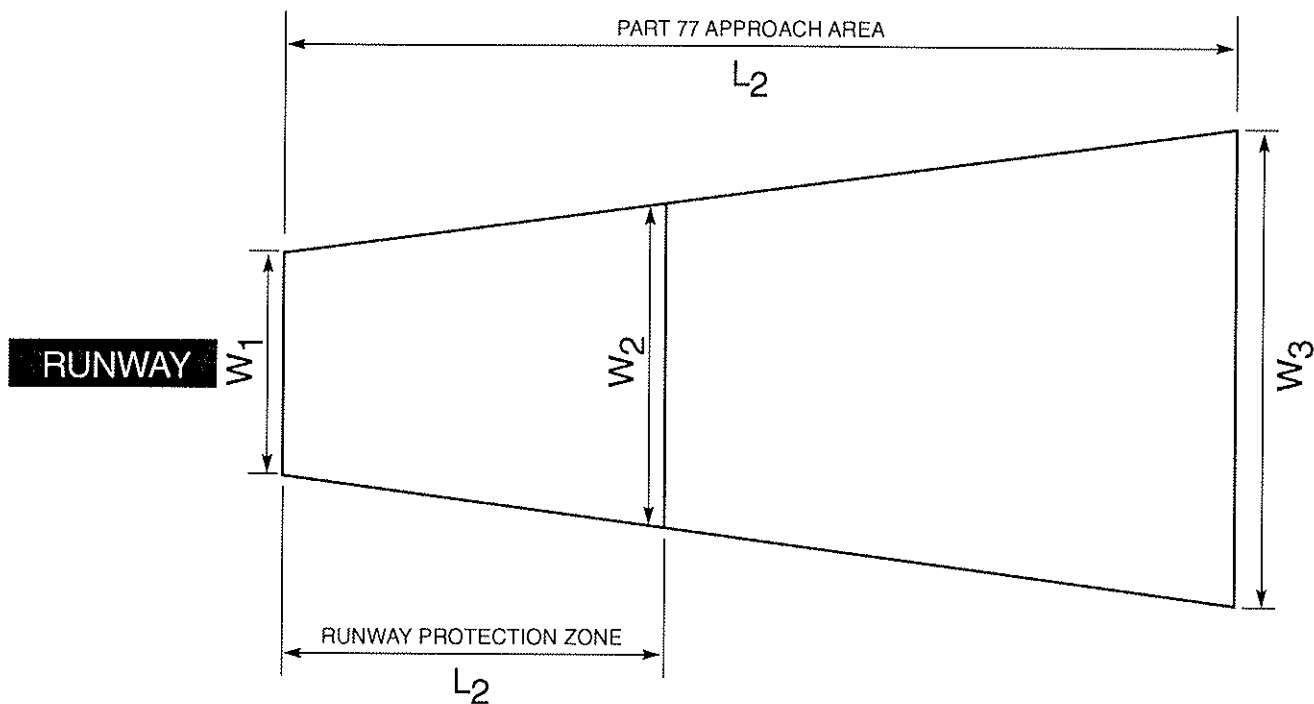 PART 77 APPROACH AREA
L2
RUNWAY
W1
W2
W3
RUNWAY PROTECTION ZONE
L2